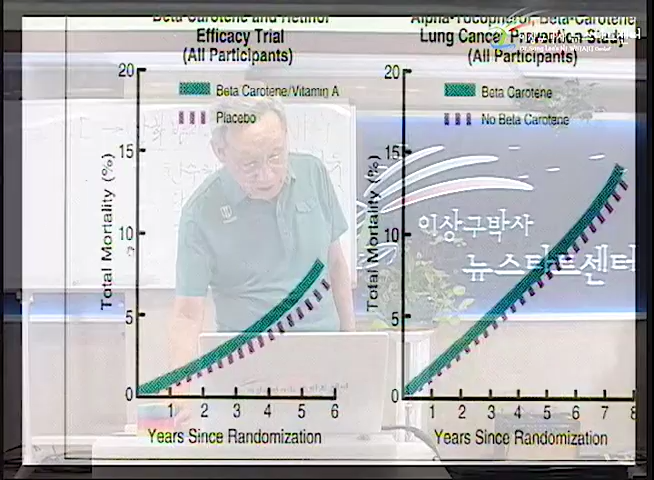 Beta-Carotene and Retinol
Efficacy Trial
(All Participants)
20
15
10
5
0
Total Mortality (%)
Beta Carotene/Vitamin A
Placebo
1 2 3 4 5 6
Years Since Randomization
Alpha-Tocopherol, Beta-Carotene
Lung Cancer Prevention Study
(All Participants)
20
15
10
5
0
Total Mortality (%)
Beta Carotene
No Beta Carotene
1 2 3 4 5 6 7 8
Years Since Randomization
이상구박사
뉴스타트센터